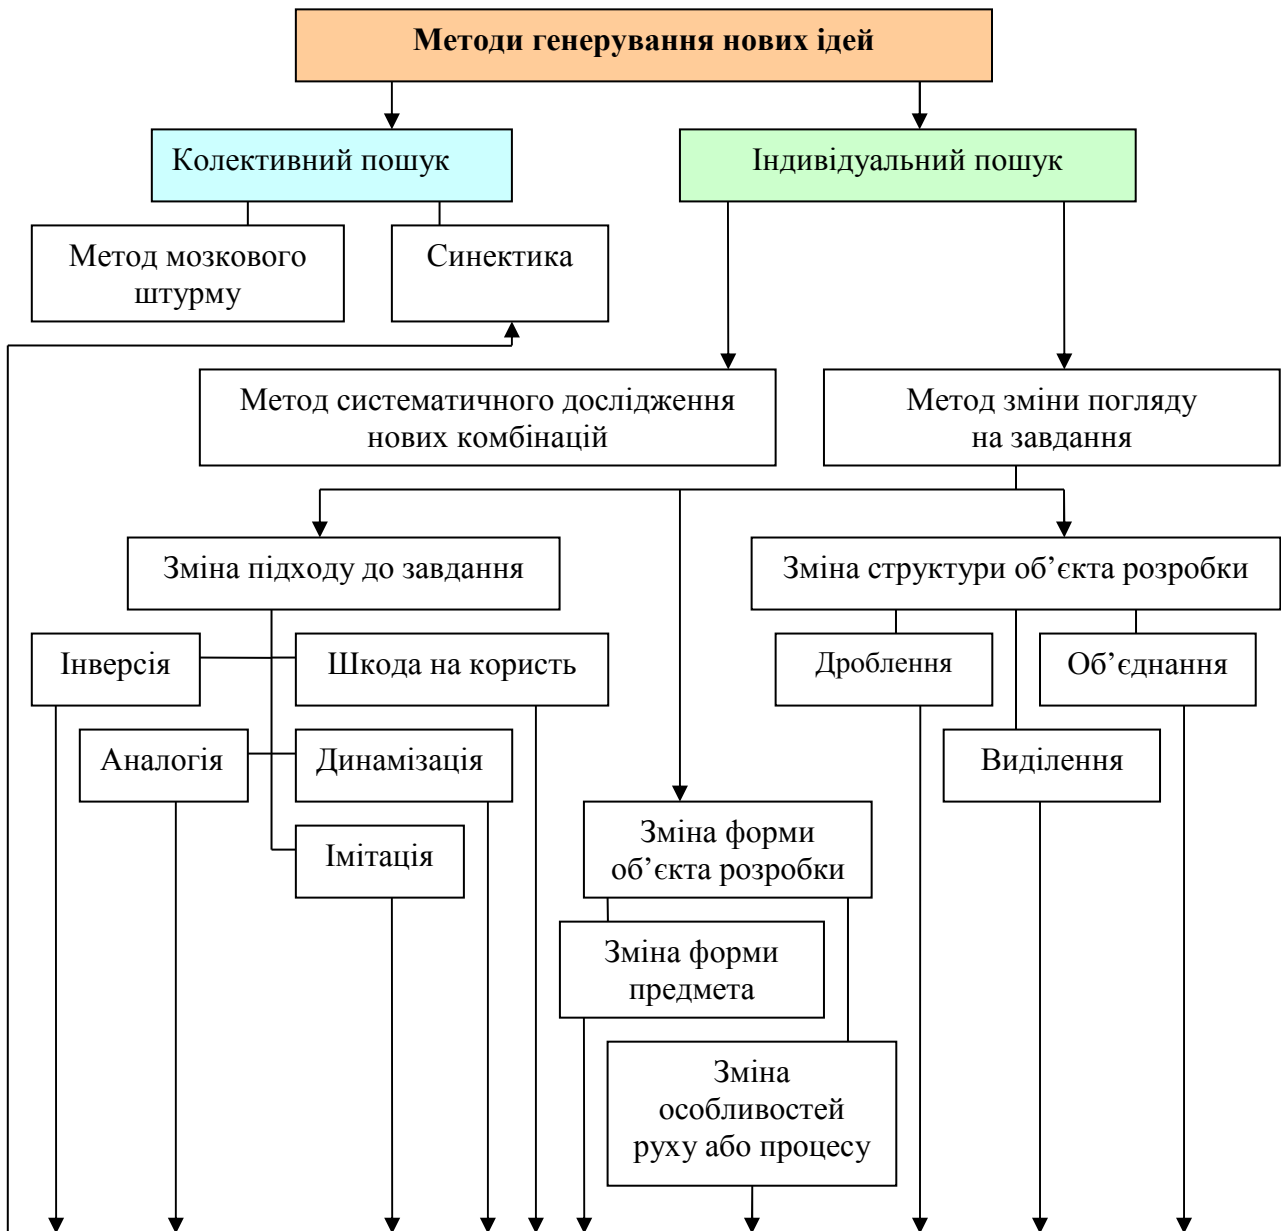 Методи генерування нових ідей
Колективний пошук
Індивідуальний пошук
Метод мозкового
штурму
Синектика
Метод систематичного дослідження
нових комбінацій
Метод зміни погляду
на завдання
Зміна підходу до завдання
Зміна структури об’єкта розробки
Інверсія
Шкода на користь
Дроблення
Об’єднання
Аналогія
Динамізація
Виділення
Імітація
Зміна форми
об’єкта розробки
Зміна форми
предмета
Зміна
особливостей
руху або процесу